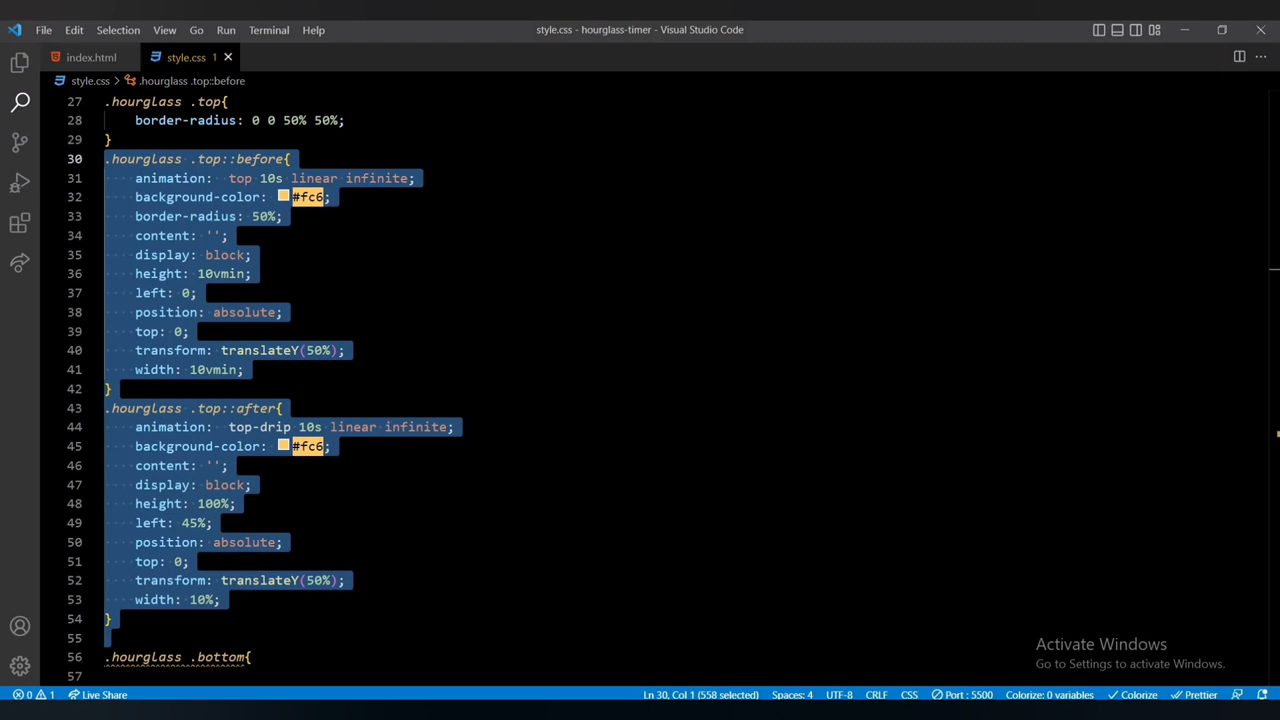 File Edit Selection View Go Run Terminal Help style.css - hourglass-timer - Visual Studio Code
index.html style.css 1
style.css > .hourglass .top::before
27 .hourglass .top{
28 border-radius: 0 0 50% 50%;
29 }
30 .hourglass .top::before{
31 animation: top 10s linear infinite;
32 background-color: #fc6;
33 border-radius: 50%;
34 content: '';
35 display: block;
36 height: 10vmin;
37 left: 0;
38 position: absolute;
39 top: 0;
40 transform: translateY(50%);
41 width: 10vmin;
42 }
43 .hourglass .top::after{
44 animation: top-drip 10s linear infinite;
45 background-color: #fc6;
46 content: '';
47 display: block;
48 height: 100%;
49 left: 45%;
50 position: absolute;
51 top: 0;
52 transform: translateY(50%);
53 width: 10%;
54 }
55
56 .hourglass .bottom{
57
Activate Windows
Go to Settings to activate Windows.
0 1 Live Share Ln 30, Col 1 (558 selected) Spaces: 4 UTF-8 CRLF CSS Port : 5500 Colorize: 0 variables Colorize Prettier